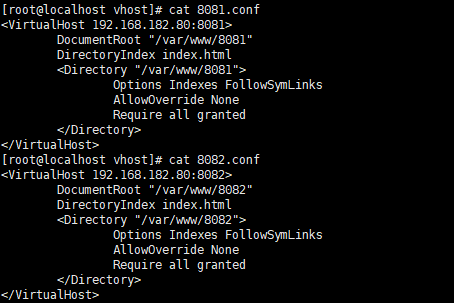 [root@localhost vhost]# cat 8081.conf
<VirtualHost 192.168.182.80:8081>
        DocumentRoot "/var/www/8081"
        DirectoryIndex index.html
        <Directory "/var/www/8081">
                Options Indexes FollowSymLinks
                AllowOverride None
                Require all granted
        </Directory>
</VirtualHost>
[root@localhost vhost]# cat 8082.conf
<VirtualHost 192.168.182.80:8082>
        DocumentRoot "/var/www/8082"
        DirectoryIndex index.html
        <Directory "/var/www/8082">
                Options Indexes FollowSymLinks
                AllowOverride None
                Require all granted
        </Directory>
</VirtualHost>